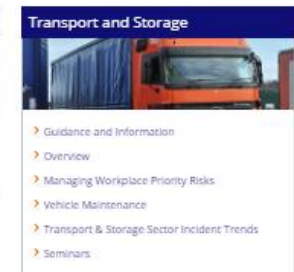 Transport and Storage
Guidance and Information
Overview
Managing Workplace Priority Risks
Vehicle Maintenance
Transport & Storage Sector Incident Trends
Seminars